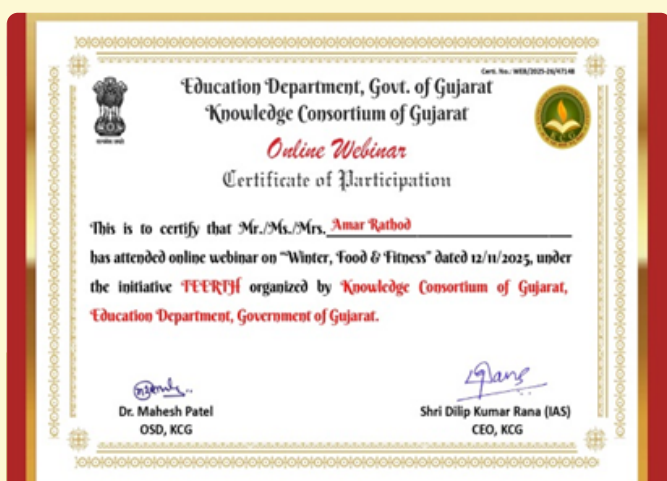 Cert. No.: WEB/2025-26/47148
Education Department, Govt. of Gujarat
Knowledge Consortium of Gujarat
KCG
Online Webinar
Certificate of Participation
This is to certify that Mr./Ms./Mrs. Amar Rathod
has attended online webinar on "Winter, Food & Fitness" dated 12/11/2025, under
the initiative TEERTH organized by Knowledge Consortium of Gujarat,
Education Department, Government of Gujarat.
Dr. Mahesh Patel
OSD, KCG
Shri Dilip Kumar Rana (IAS)
CEO, KCG